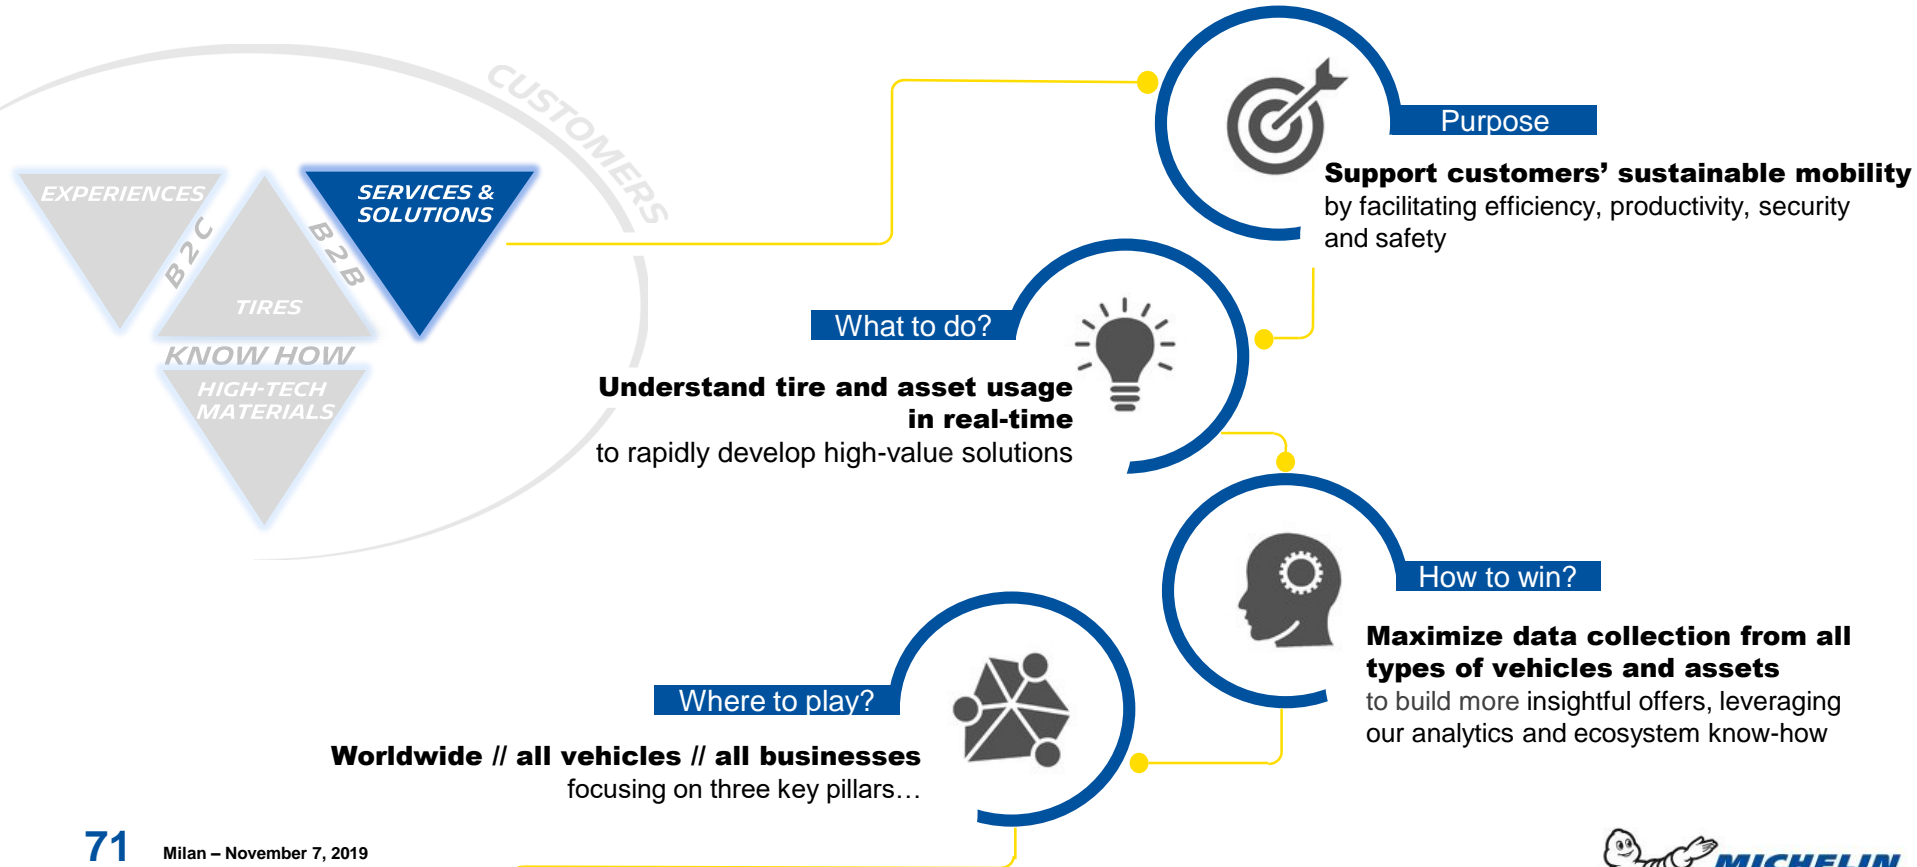 CUSTOMERS
EXPERIENCES
B2C
TIRES
B2B
SERVICES &
SOLUTIONS
KNOW HOW
HIGH-TECH
MATERIALS
Purpose
Support customers’ sustainable mobility
by facilitating efficiency, productivity, security
and safety
What to do?
Understand tire and asset usage
in real-time
to rapidly develop high-value solutions
How to win?
Maximize data collection from all
types of vehicles and assets
to build more insightful offers, leveraging
our analytics and ecosystem know-how
Where to play?
Worldwide // all vehicles // all businesses
focusing on three key pillars…
71 Milan – November 7, 2019
MICHELIN